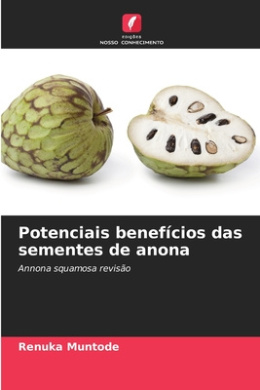 edições
NOSSO CONHECIMENTO
Potenciais benefícios das
sementes de anona
Annona squamosa revisão
Renuka Muntode